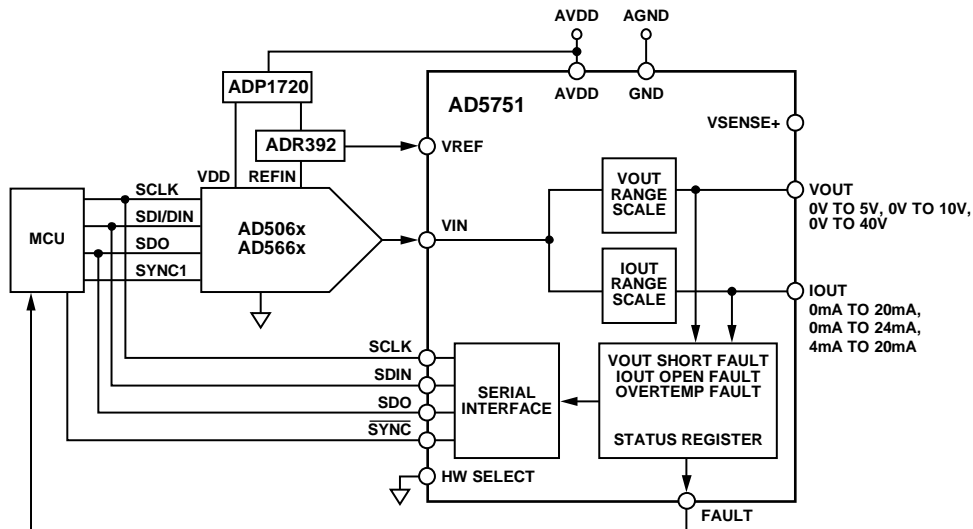 AVDD
AGND
ADP1720
AVDD
GND
AD5751
VSENSE+
ADR392
VREF
VDD
REFIN
SCLK
SDI/DIN
SDO
SYNC1
MCU
AD506x
AD566x
VIN
VOUT
RANGE
SCALE
VOUT
0V TO 5V, 0V TO 10V,
0V TO 40V
IOUT
RANGE
SCALE
IOUT
0mA TO 20mA,
0mA TO 24mA,
4mA TO 20mA
SCLK
SDIN
SDO
SYNC
SERIAL
INTERFACE
VOUT SHORT FAULT
IOUT OPEN FAULT
OVERTEMP FAULT
STATUS REGISTER
HW SELECT
FAULT